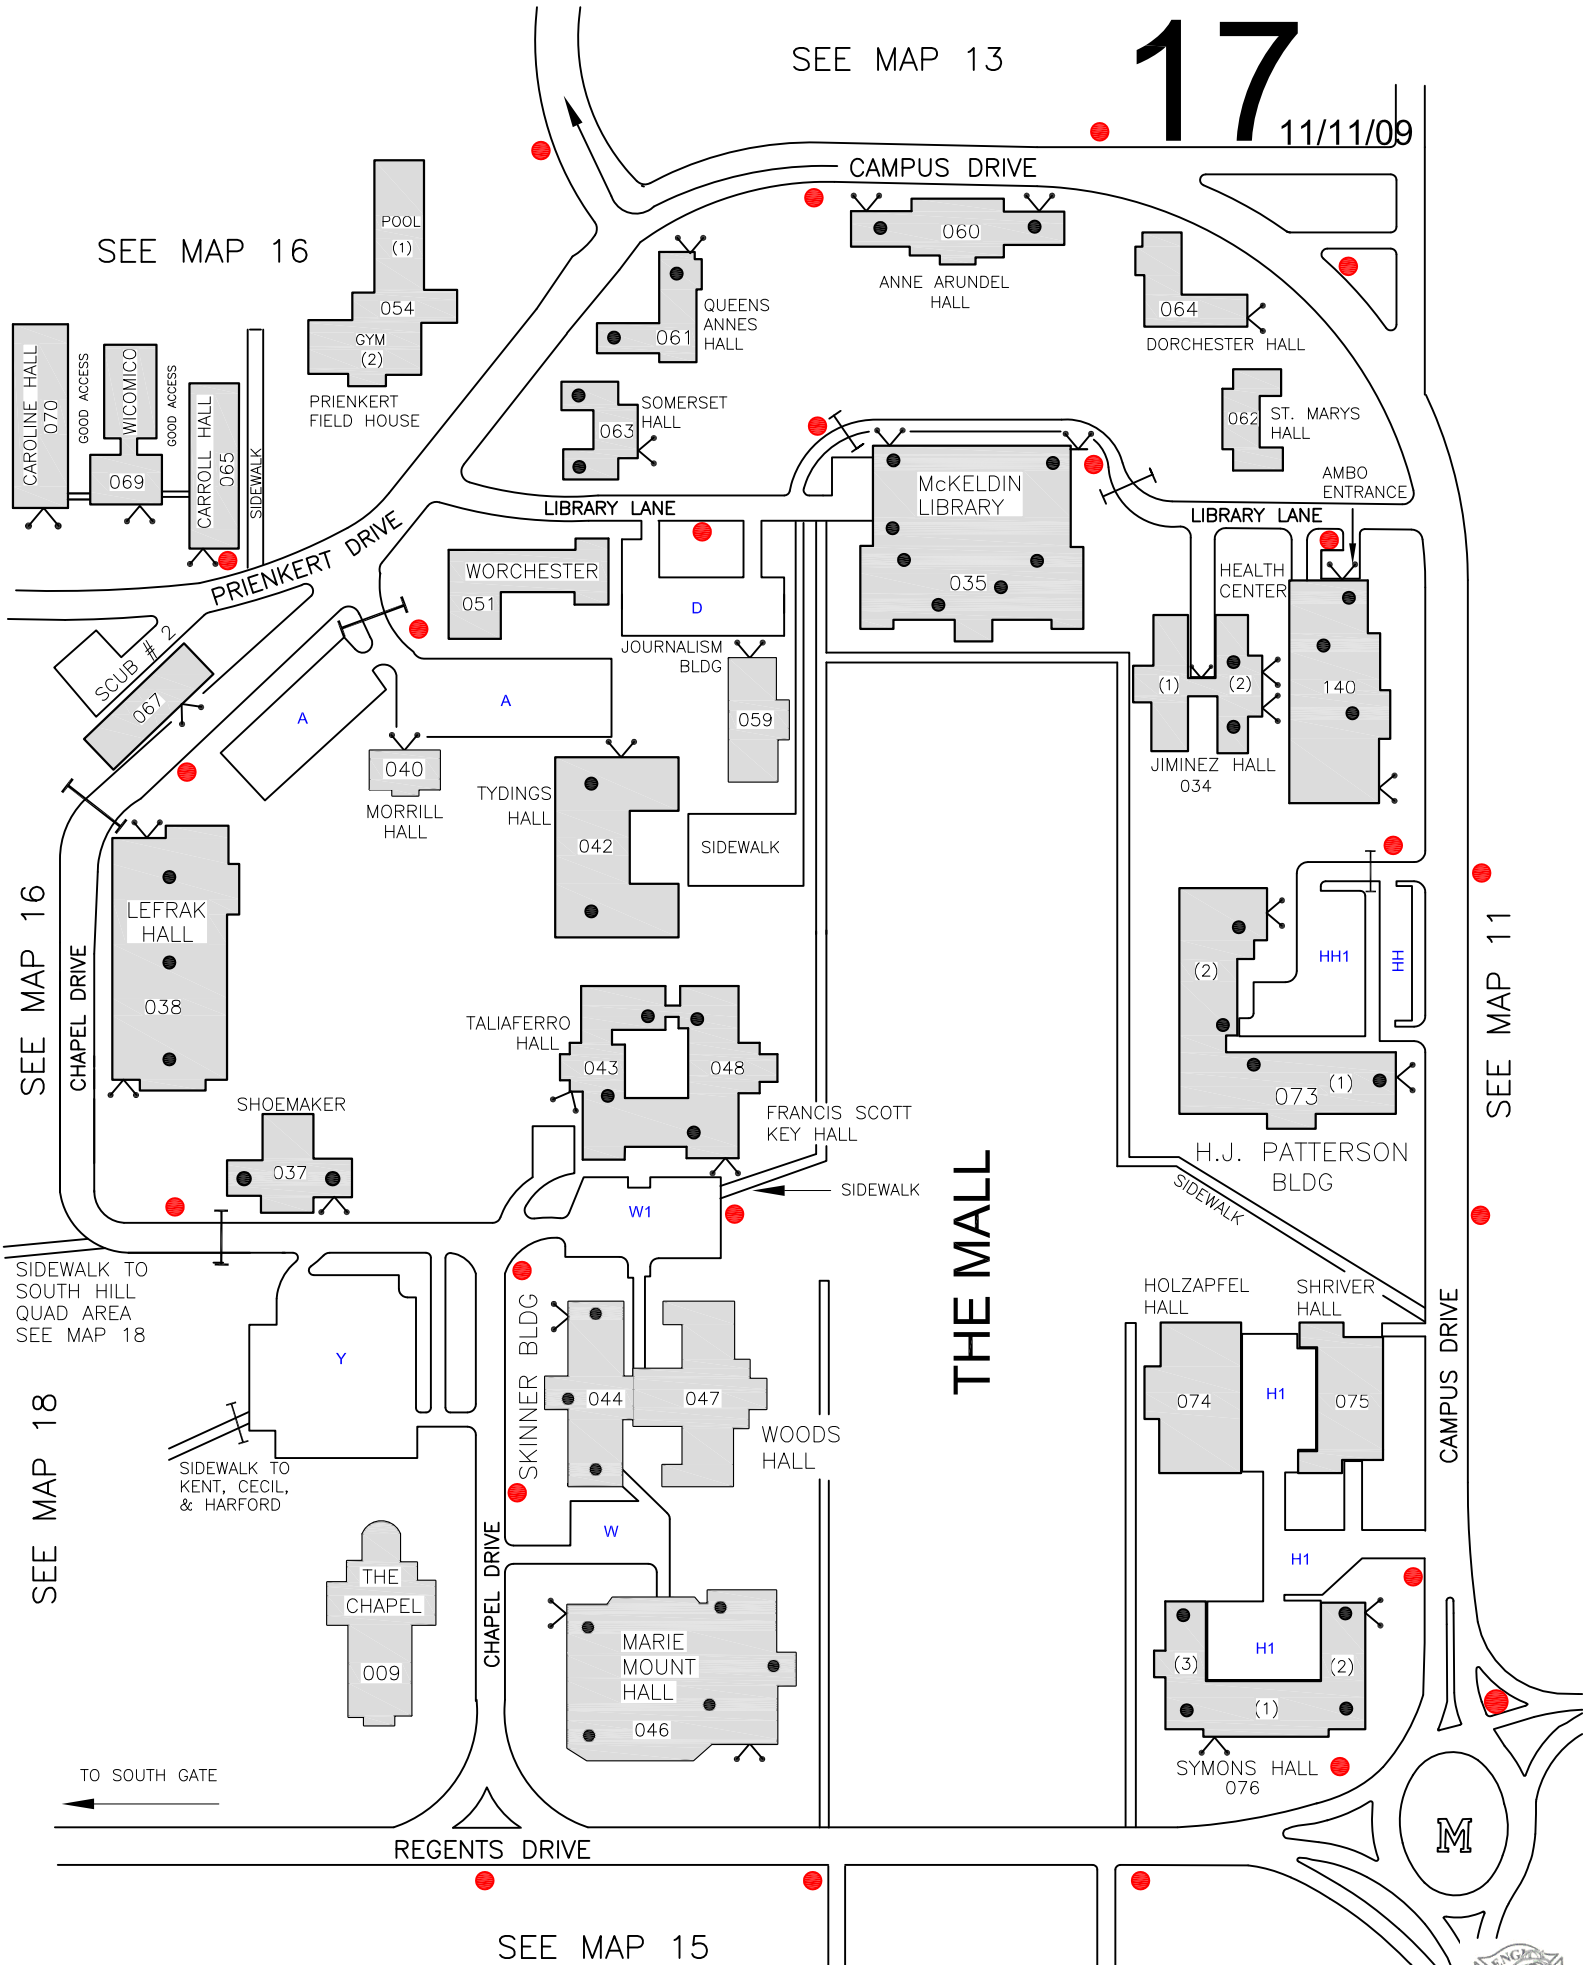 SEE MAP 13
17
11/11/09
CAMPUS DRIVE
SEE MAP 16
POOL
(1)
054
GYM
(2)
PRIENKERT
FIELD HOUSE
060
ANNE ARUNDEL
HALL
QUEENS
ANNES
HALL
061
064
DORCHESTER HALL
CAROLINE HALL
070
GOOD ACCESS
WICOMICO
069
GOOD ACCESS
CARROLL HALL
065
SIDEWALK
SOMERSET
HALL
063
062
ST. MARYS
HALL
AMBO
ENTRANCE
McKELDIN
LIBRARY
035
LIBRARY LANE
LIBRARY LANE
PRIENKERT DRIVE
WORCHESTER
051
D
HEALTH
CENTER
140
SCUB # 2
067
JOURNALISM
BLDG
059
A
A
(1)
(2)
JIMINEZ HALL
034
040
MORRILL
HALL
TYDINGS
HALL
042
SIDEWALK
LEFRAK
HALL
038
SEE MAP 16
CHAPEL DRIVE
(2)
HH1
HH
SEE MAP 11
TALIAFERRO
HALL
043
048
073
(1)
H.J. PATTERSON
BLDG
SHOEMAKER
037
FRANCIS SCOTT
KEY HALL
SIDEWALK
SIDEWALK
W1
THE MALL
SIDEWALK TO
SOUTH HILL
QUAD AREA
SEE MAP 18
HOLZAPFEL
HALL
SHRIVER
HALL
Y
SKINNER BLDG
044
047
WOODS
HALL
074
H1
075
CAMPUS DRIVE
SEE MAP 18
SIDEWALK TO
KENT, CECIL,
& HARFORD
W
CHAPEL DRIVE
H1
THE
CHAPEL
009
MARIE
MOUNT
HALL
046
(3)
H1
(2)
(1)
SYMONS HALL
076
TO SOUTH GATE
M
REGENTS DRIVE
SEE MAP 15